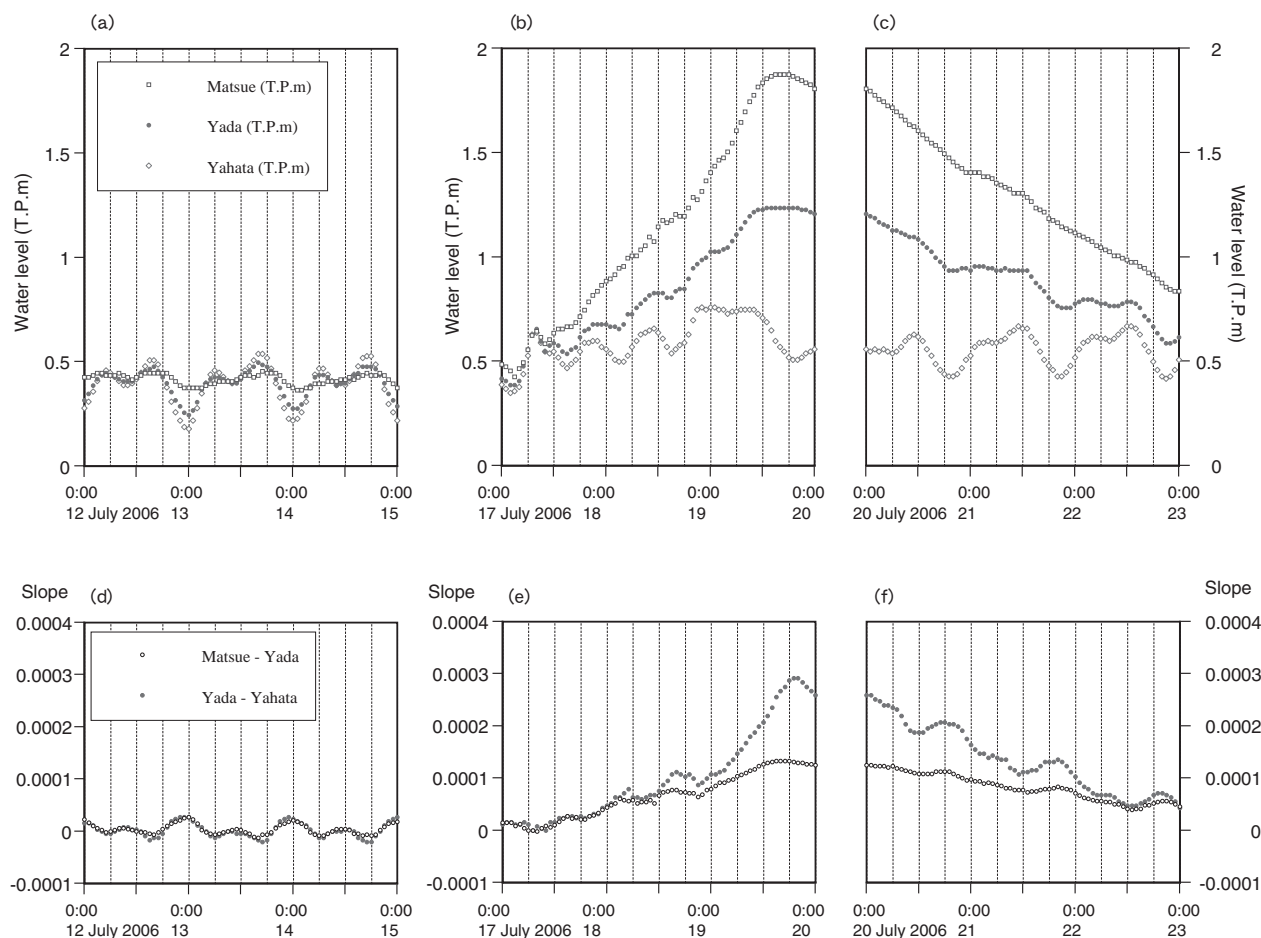 (a)
(b)
(c)
2
1.5
1
0.5
0
Water level (T.P.m)
Matsue (T.P.m)
Yada (T.P.m)
Yahata (T.P.m)
0:00 0:00 0:00 0:00
12 July 2006 13 14 15
2
1.5
1
0.5
0
Water level (T.P.m)
0:00 0:00 0:00 0:00
17 July 2006 18 19 20
2
1.5
1
0.5
0
Water level (T.P.m)
0:00 0:00 0:00 0:00
20 July 2006 21 22 23
Slope
(d)
0.0004
0.0003
0.0002
0.0001
0
-0.0001
Matsue - Yada
Yada - Yahata
0:00 0:00 0:00 0:00
12 July 2006 13 14 15
Slope
(e)
0.0004
0.0003
0.0002
0.0001
0
-0.0001
0:00 0:00 0:00 0:00
17 July 2006 18 19 20
(f)
Slope
0.0004
0.0003
0.0002
0.0001
0
-0.0001
0:00 0:00 0:00 0:00
20 July 2006 21 22 23